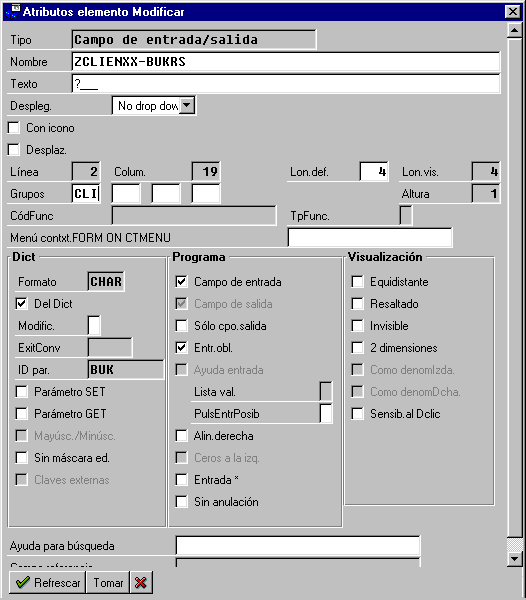 Atributos elemento Modificar
Tipo Campo de entrada/salida
Nombre ZCLIENXX-BUKRS
Texto ?___
Despleg. No drop dow
Con icono
Desplaz.
Línea 2 Colum. 19 Lon.def. 4 Lon.vis. 4
Grupos CLI Altura 1
CódFunc TpFunc.
Menú contxt.FORM ON CTMENU
Dict Programa Visualización
Formato CHAR Campo de entrada Equidistante
Del Dict Campo de salida Resaltado
Modific. Sólo cpo.salida Invisible
ExitConv Entr.obl. 2 dimensiones
ID par. BUK Ayuda entrada Como denomIzda.
Parámetro SET Lista val. Como denomDcha.
Parámetro GET PulsEntrPosib Sensib.al Dclic
Mayúsc./Minúsc. Alin.derecha
Sin máscara ed. Ceros a la izq.
Claves externas Entrada *
Sin anulación
Ayuda para búsqueda
Campo referencia
Refrescar Tomar